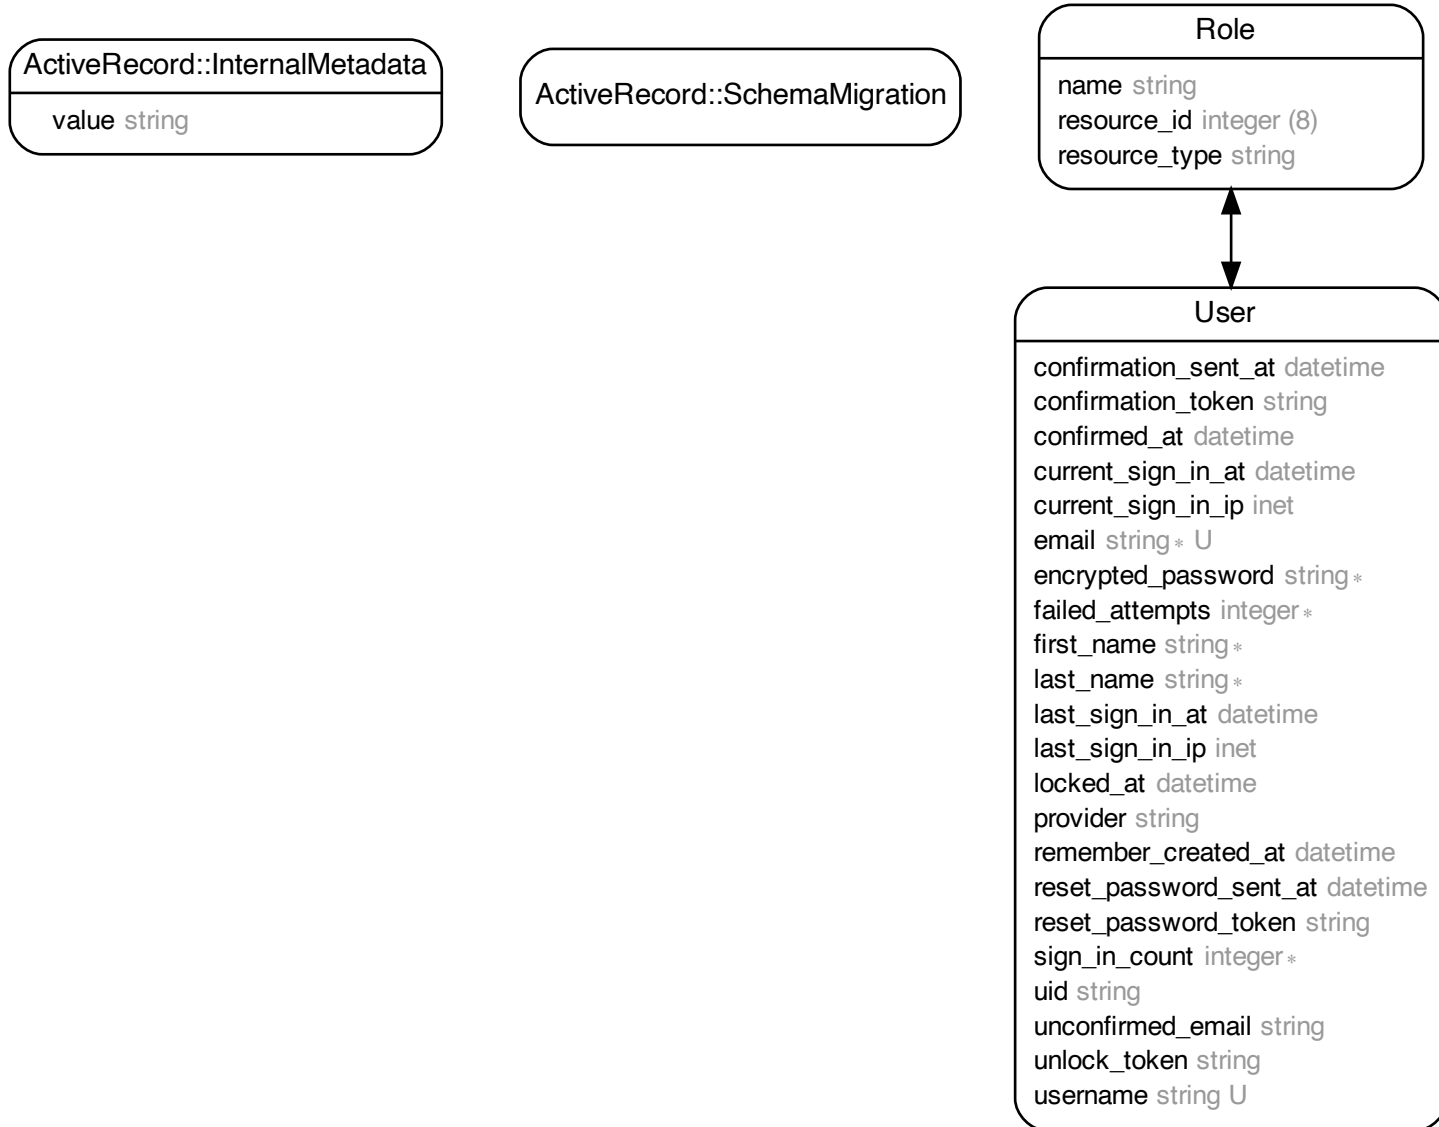 ActiveRecord::InternalMetadata
value string
ActiveRecord::SchemaMigration
Role
name string
resource_id integer (8)
resource_type string
User
confirmation_sent_at datetime
confirmation_token string
confirmed_at datetime
current_sign_in_at datetime
current_sign_in_ip inet
email string* U
encrypted_password string*
failed_attempts integer*
first_name string*
last_name string*
last_sign_in_at datetime
last_sign_in_ip inet
locked_at datetime
provider string
remember_created_at datetime
reset_password_sent_at datetime
reset_password_token string
sign_in_count integer*
uid string
unconfirmed_email string
unlock_token string
username string U